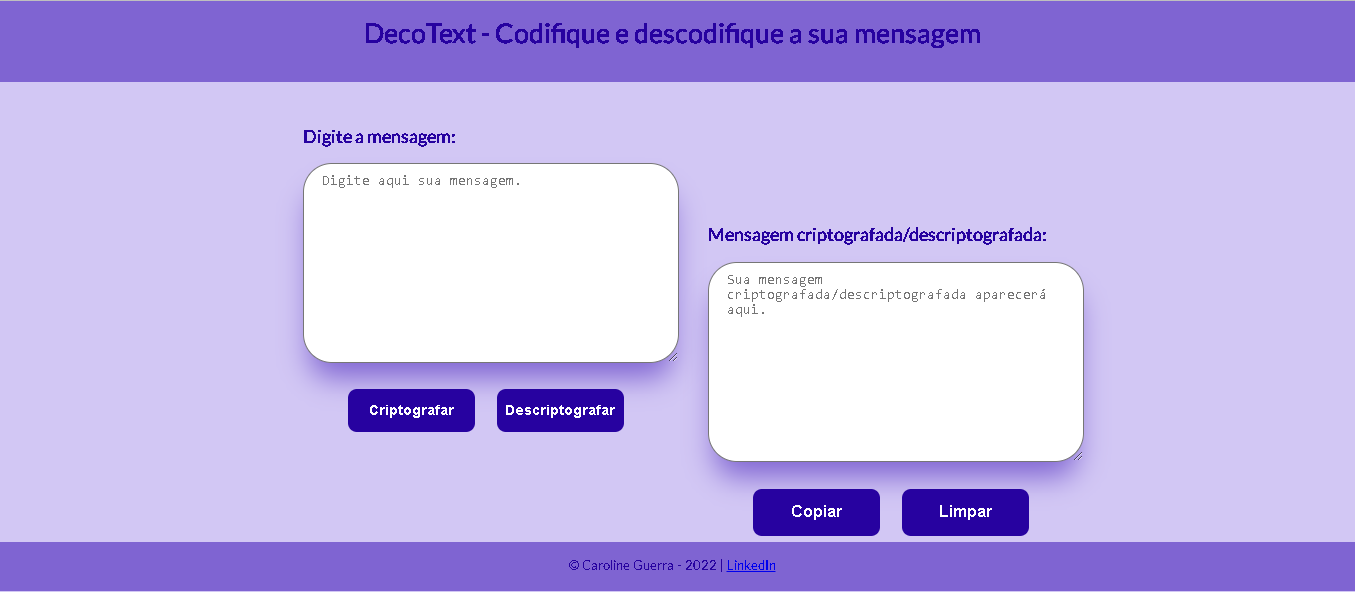 DecoText - Codifique e descodifique a sua mensagem
Digite a mensagem:
Digite aqui sua mensagem.
Criptografar
Descriptografar
Mensagem criptografada/descriptografada:
Sua mensagem
criptografada/descriptografada aparecerá
aqui.
Copiar
Limpar
© Caroline Guerra - 2022 | LinkedIn